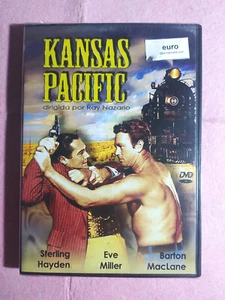 KANSAS
PACIFIC
dirigida por Ray Nazarro
euro
DVD
Sterling
Hayden
Eve
Miller
Barton
MacLane